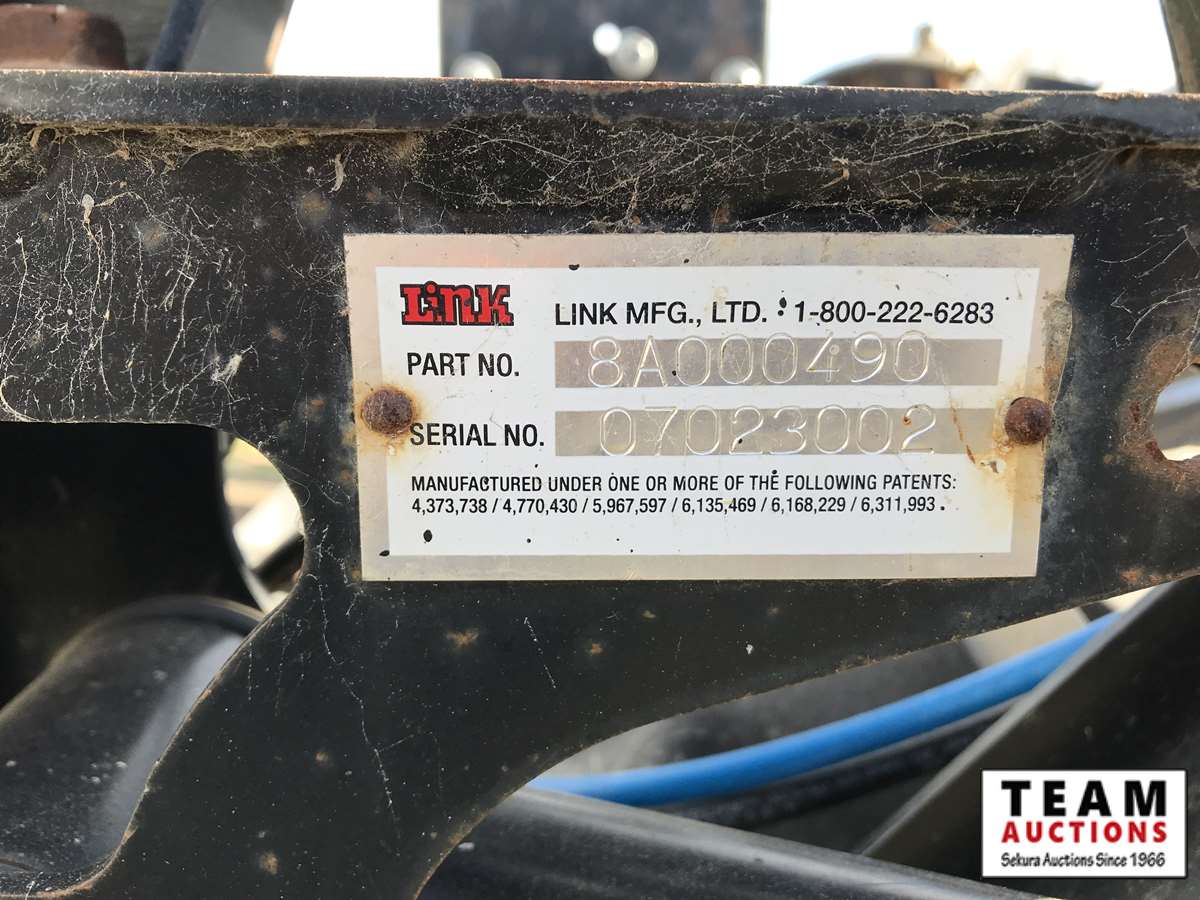 Link
LINK MFG., LTD. • 1-800-222-6283
PART NO. 8A000490
SERIAL NO. 07023002
MANUFACTURED UNDER ONE OR MORE OF THE FOLLOWING PATENTS:
4,373,738 / 4,770,430 / 5,967,597 / 6,135,469 / 6,168,229 / 6,311,993
TEAM
AUCTIONS
Sekura Auctions Since 1966